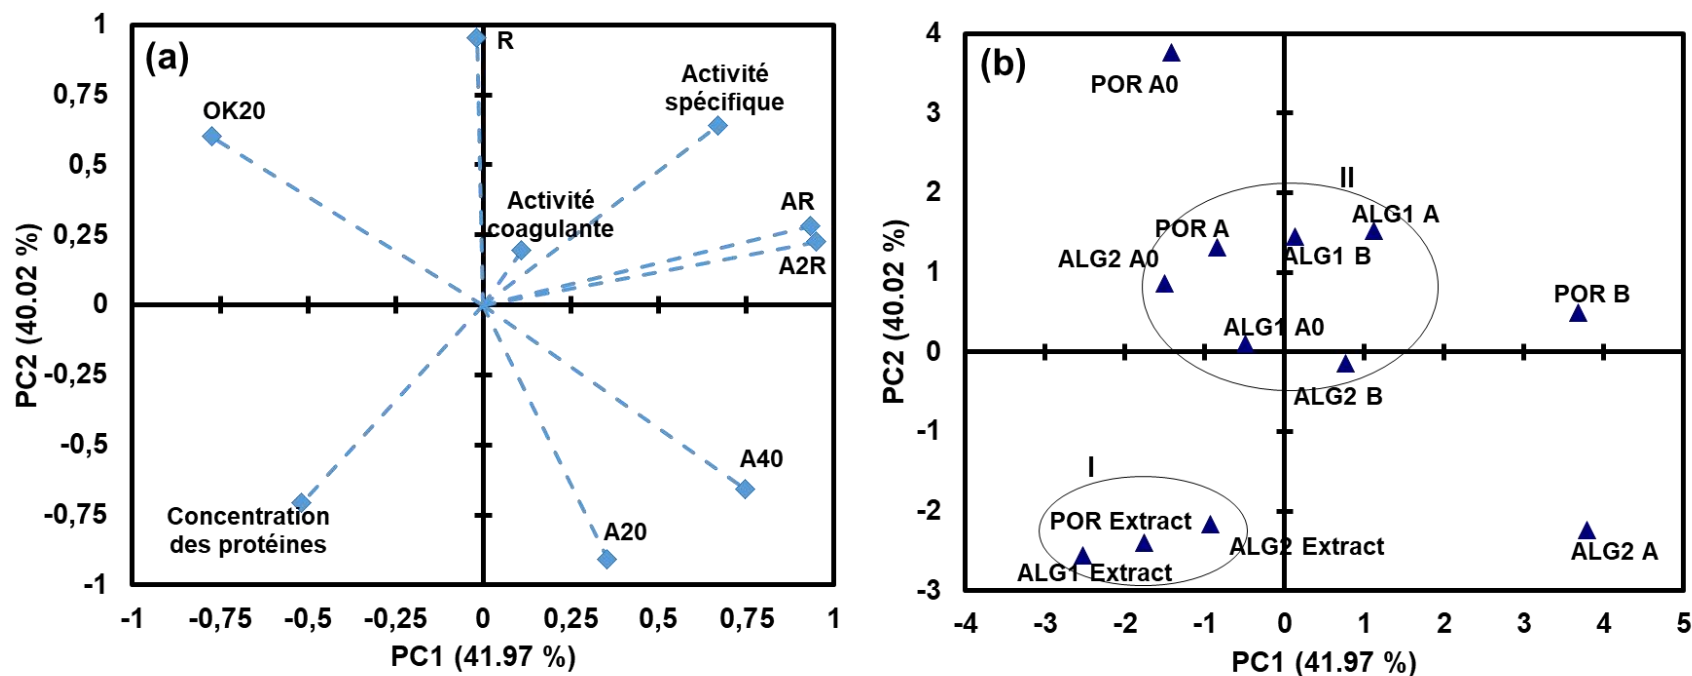 (a)
1
0,75
0,5
0,25
0
-0,25
-0,5
-0,75
-1
-1
-0,75
-0,5
-0,25
0
0,25
0,5
0,75
1
PC2 (40.02 %)
PC1 (41.97 %)
R
OK20
Activité
spécifique
Activité
coagulante
AR
A2R
A40
A20
Concentration
des protéines
(b)
4
3
2
1
0
-1
-2
-3
-4
-3
-2
-1
0
1
2
3
4
5
PC2 (40.02 %)
PC1 (41.97 %)
POR A0
II
ALG1 A
POR A
ALG1 B
ALG2 A0
POR B
ALG1 A0
ALG2 B
I
POR Extract
ALG2 Extract
ALG1 Extract
ALG2 A